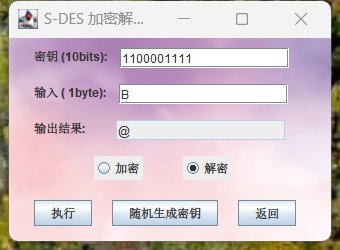 S-DES 加密解...
密钥 (10bits): 1100001111
输入 ( 1byte): B
输出结果: @
加密 解密
执行 随机生成密钥 返回